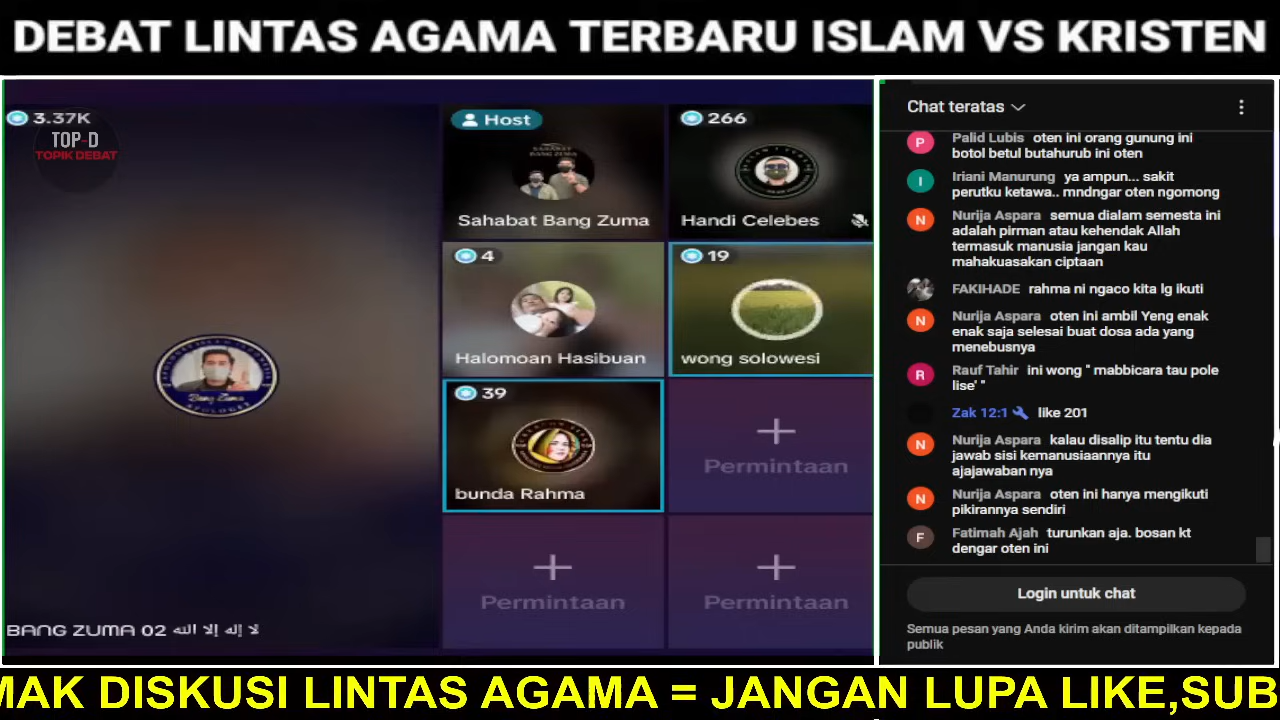 DEBAT LINTAS AGAMA TERBARU ISLAM VS KRISTEN
3.37K
TOP-D
TOPIK DEBAT
Host
SAHABAT
BANG ZUMA
Sahabat Bang Zuma
266
Handi Celebes
4
Halomoan Hasibuan
19
wong solowesi
39
bunda Rahma
Permintaan
Permintaan
Permintaan
Bang Zuma
APOLOGET
BANG ZUMA 02 لا إله إلا الله
Chat teratas
P
Palid Lubis oten ini orang gunung ini
botol betul butahurub ini oten
I
Iriani Manurung ya ampun... sakit
perutku ketawa.. mndngar oten ngomong
N
Nurija Aspara semua dialam semesta ini
adalah pirman atau kehendak Allah
termasuk manusia jangan kau
mahakuasakan ciptaan
FAKIHADE rahma ni ngaco kita lg ikuti
N
Nurija Aspara oten ini ambil Yeng enak
enak saja selesai buat dosa ada yang
menebusnya
R
Rauf Tahir ini wong " mabbicara tau pole
lise' "
Zak 12:1 like 201
N
Nurija Aspara kalau disalip itu tentu dia
jawab sisi kemanusiaannya itu
ajajawaban nya
N
Nurija Aspara oten ini hanya mengikuti
pikirannya sendiri
F
Fatimah Ajah turunkan aja. bosan kt
dengar oten ini
Login untuk chat
Semua pesan yang Anda kirim akan ditampilkan kepada
publik
MAK DISKUSI LINTAS AGAMA = JANGAN LUPA LIKE,SUB